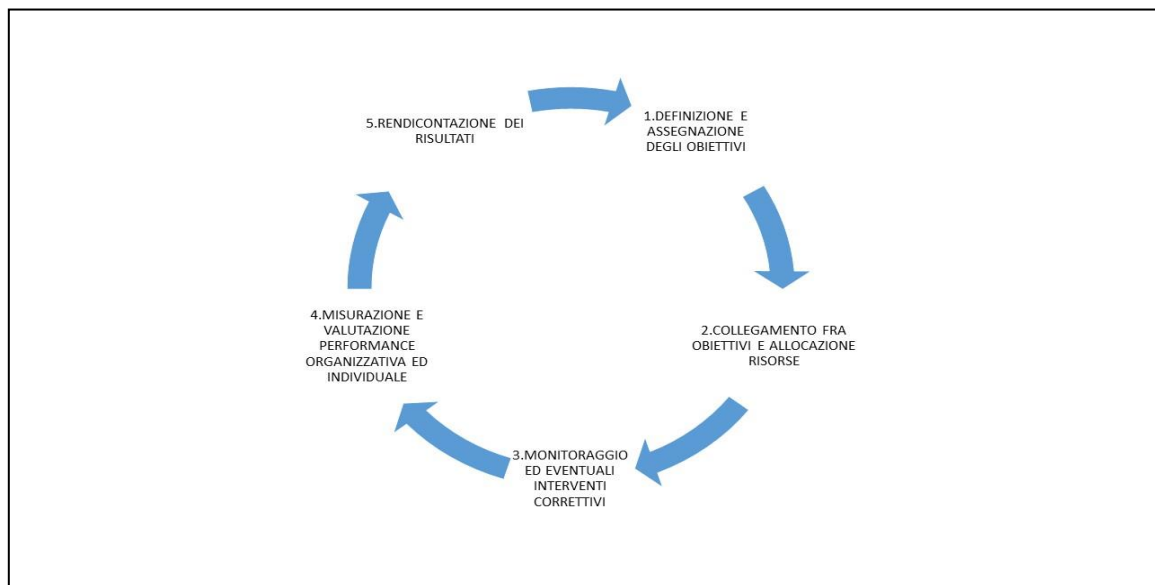 1.DEFINIZIONE E
ASSEGNAZIONE
DEGLI OBIETTIVI
2.COLLEGAMENTO FRA
OBIETTIVI E ALLOCAZIONE
RISORSE
3.MONITORAGGIO
ED EVENTUALI
INTERVENTI
CORRETTIVI
4.MISURAZIONE E
VALUTAZIONE
PERFORMANCE
ORGANIZZATIVA ED
INDIVIDUALE
5.RENDICONTAZIONE DEI
RISULTATI